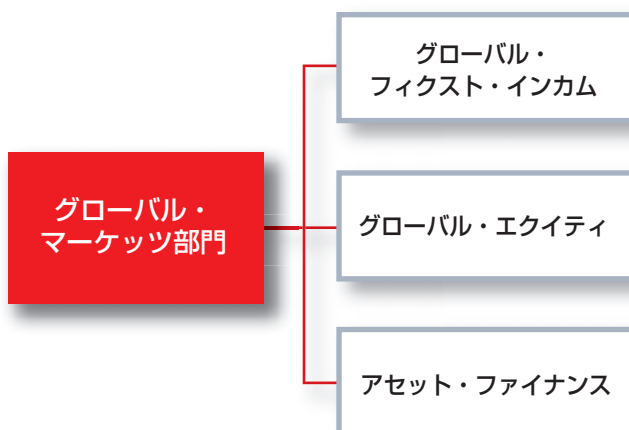 グローバル・
フィクスト・インカム
グローバル・
マーケッツ部門
グローバル・エクイティ
アセット・ファイナンス